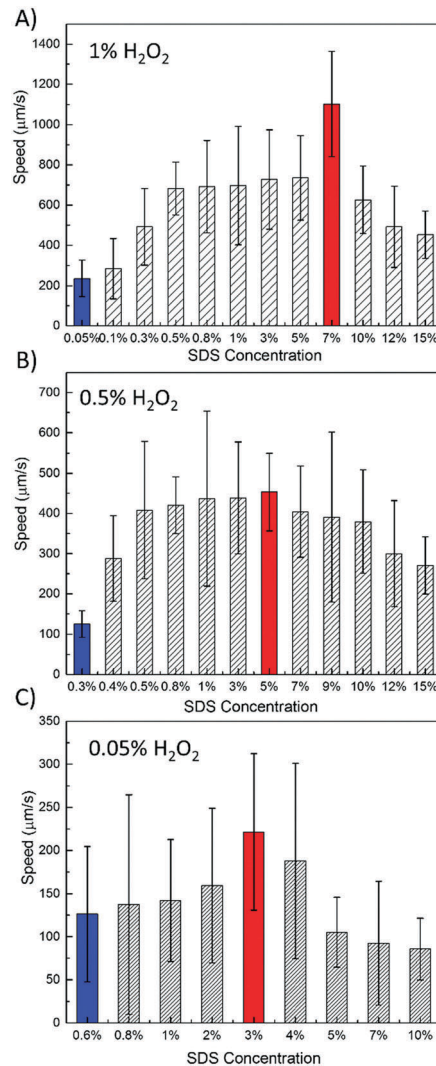 A)
1% H₂O₂
Speed (μm/s)
1400
1200
1000
800
600
400
200
0
0.05% 0.1% 0.3% 0.5% 0.8% 1% 3% 5% 7% 10% 12% 15%
SDS Concentration
B)
0.5% H₂O₂
Speed (μm/s)
700
600
500
400
300
200
100
0
0.3% 0.4% 0.5% 0.8% 1% 3% 5% 7% 9% 10% 12% 15%
SDS Concentration
C)
0.05% H₂O₂
Speed (μm/s)
350
300
250
200
150
100
50
0
0.6% 0.8% 1% 2% 3% 4% 5% 7% 10%
SDS Concentration